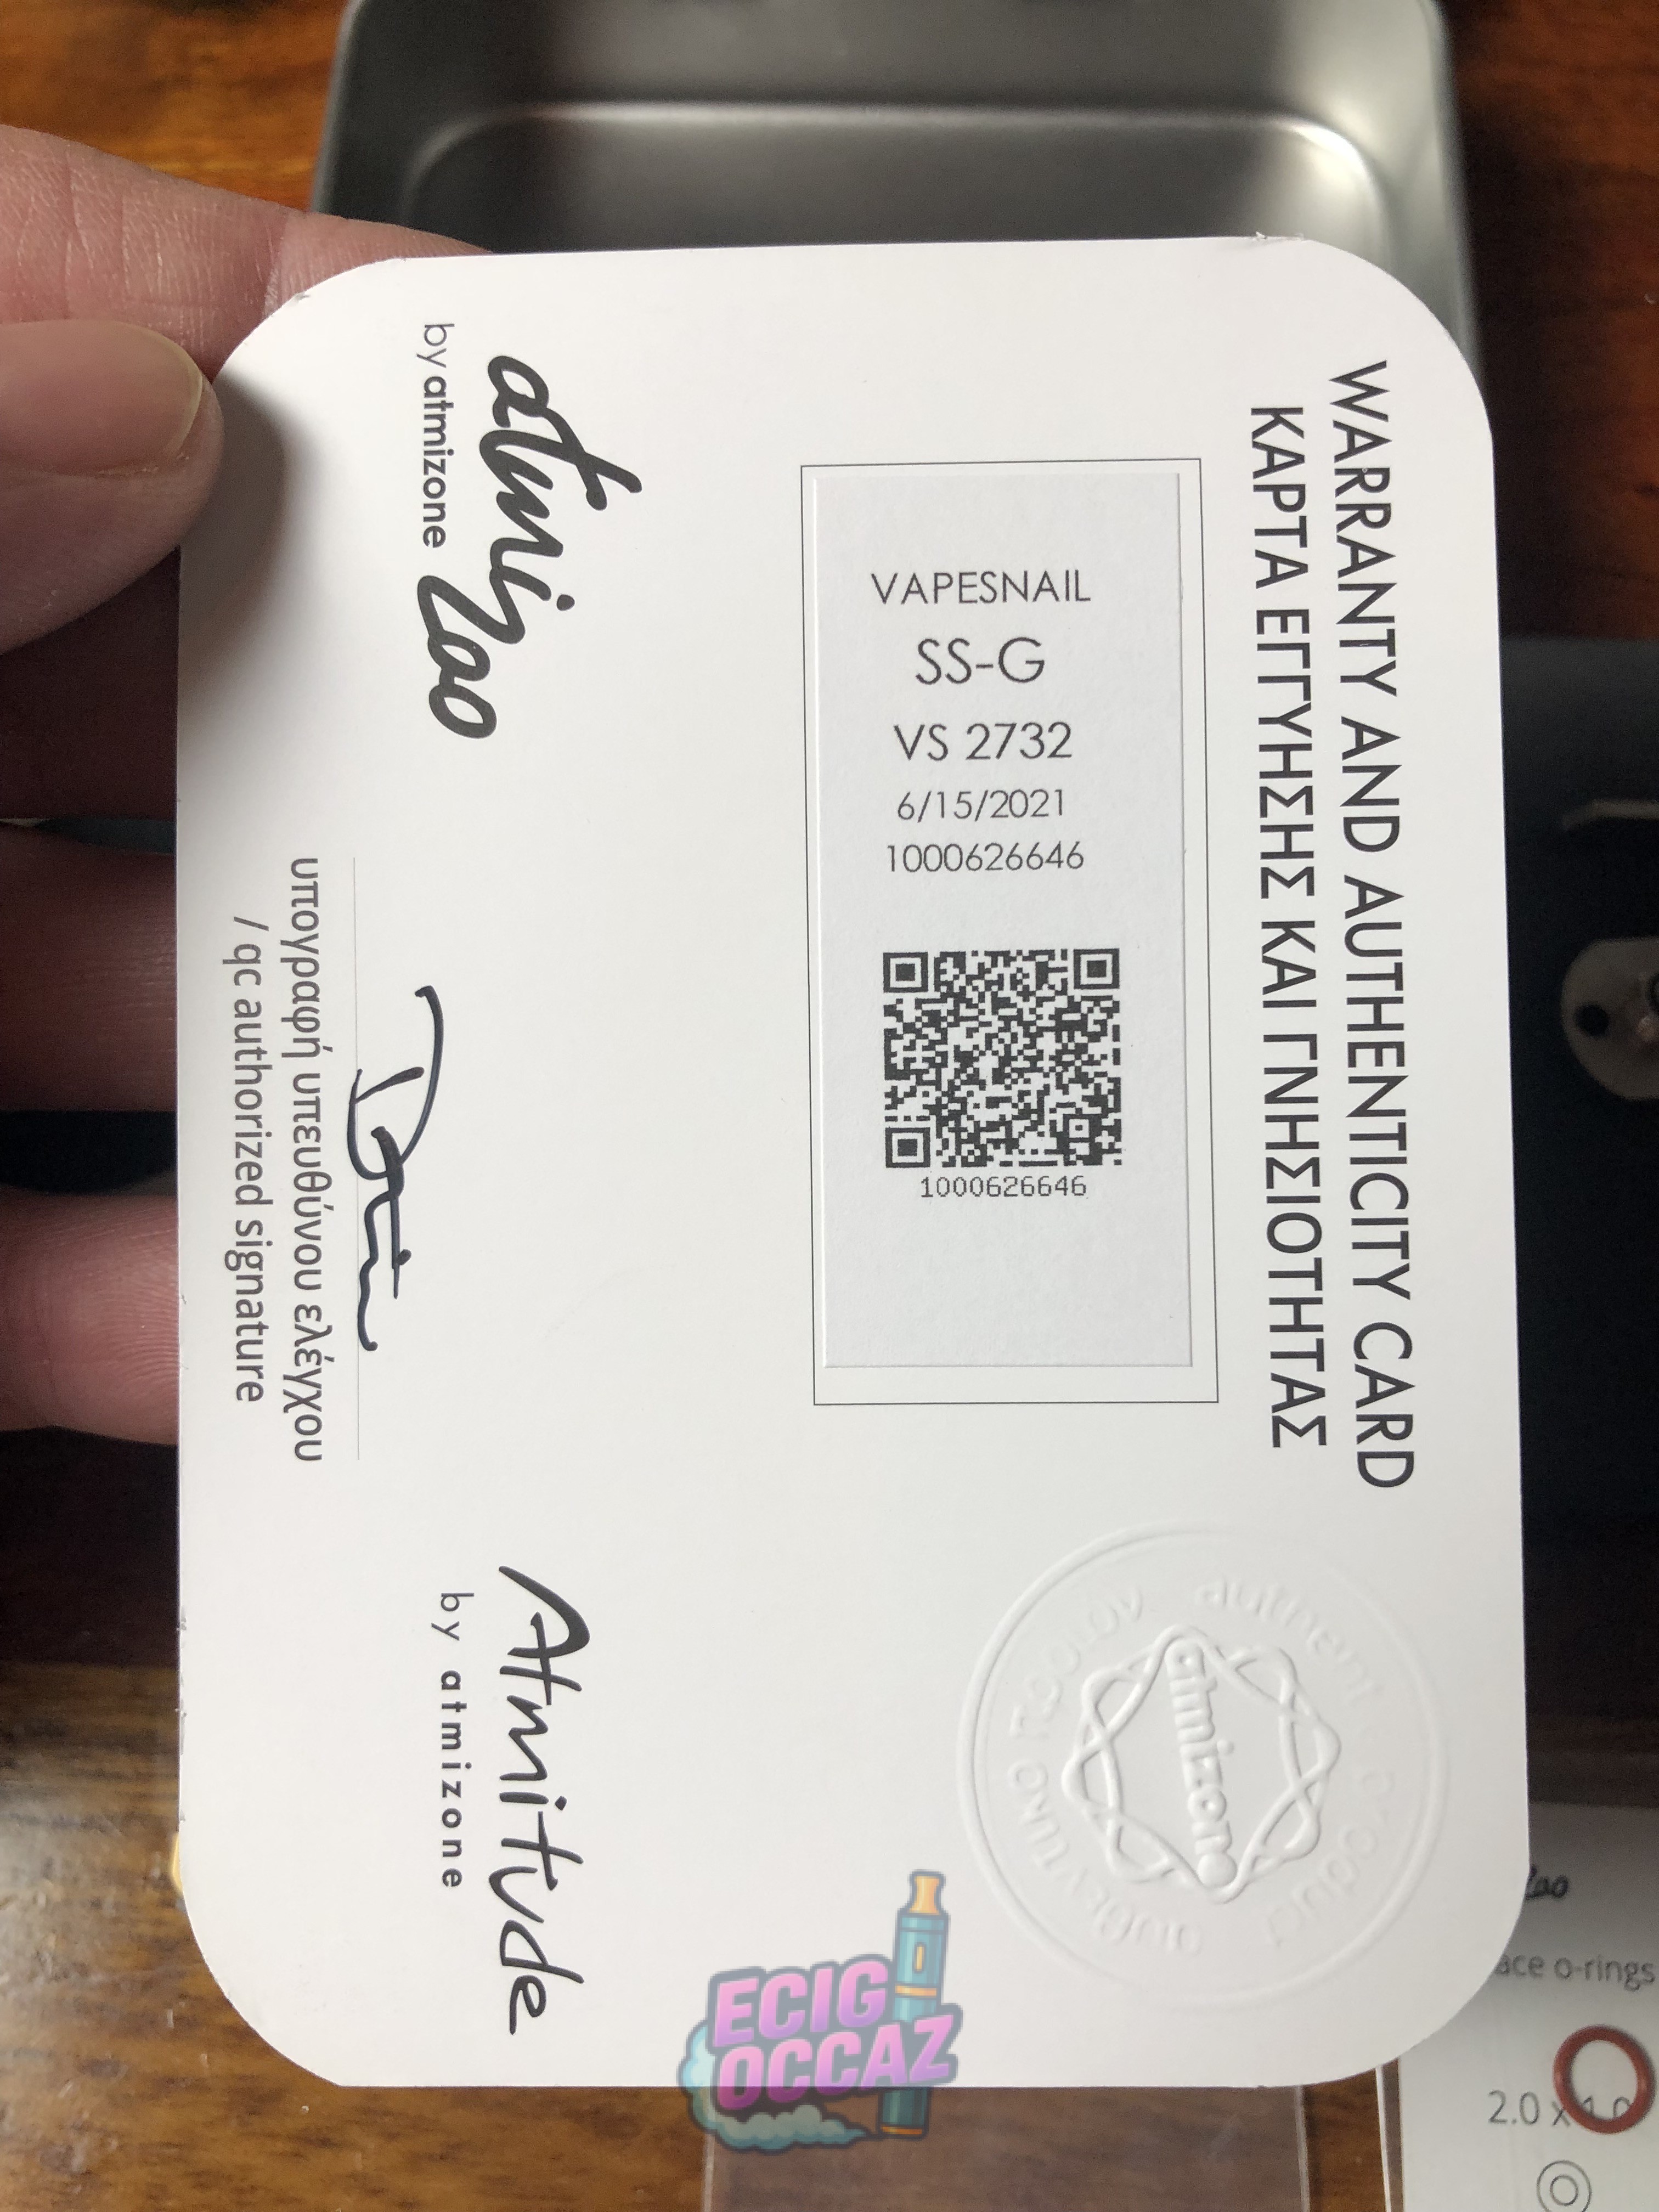 WARRANTY AND AUTHENTICITY CARD
ΚΑΡΤΑ ΕΓΓΥΗΣΗΣ ΚΑΙ ΓΝΗΣΙΟΤΗΤΑΣ
VAPESNAIL
SS-G
VS 2732
6/15/2021
1000626646
1000626646
atmizoo
by atmizone
υπογραφή υπευθύνου ελέγχου
/ qc authorized signature
Atmitude
by atmizone
atmizone
ECIG
OCCAZ
o-rings
2.0 x